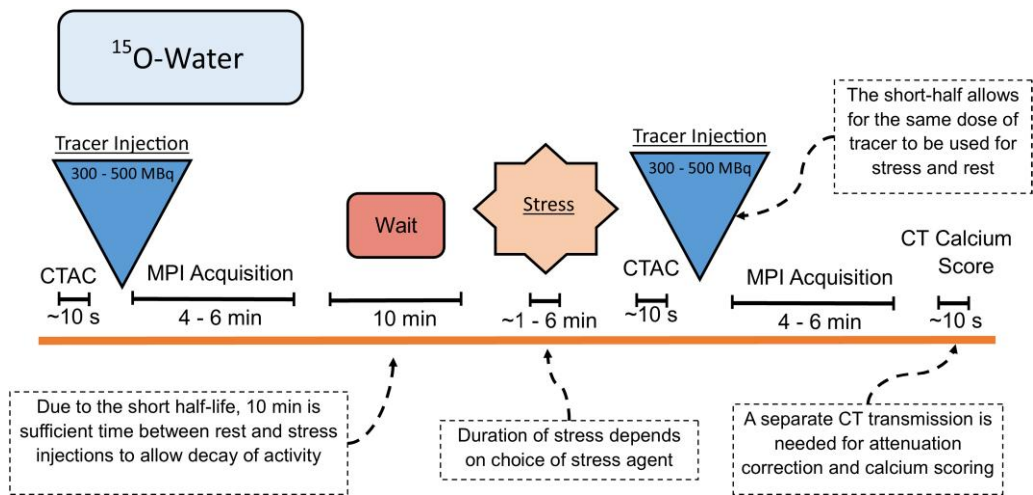 ¹⁵O-Water
Tracer Injection
300 - 500 MBq
CTAC
~10 s
MPI Acquisition
4 - 6 min
Wait
10 min
Stress
~1 - 6 min
Tracer Injection
300 - 500 MBq
CTAC
~10 s
MPI Acquisition
4 - 6 min
CT Calcium
Score
~10 s
The short-half allows
for the same dose of
tracer to be used for
stress and rest
Due to the short half-life, 10 min is
sufficient time between rest and stress
injections to allow decay of activity
Duration of stress depends
on choice of stress agent
A separate CT transmission is
needed for attenuation
correction and calcium scoring